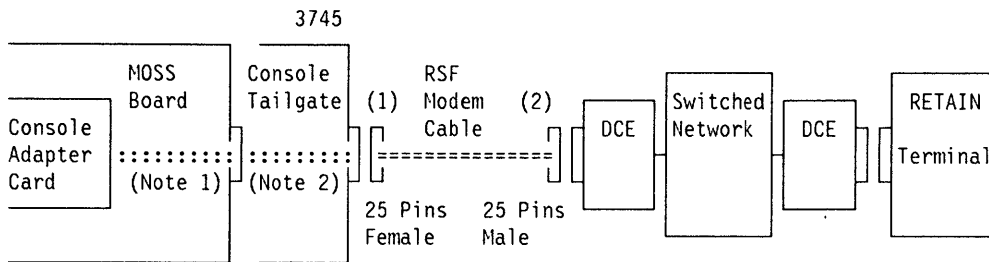 3745
MOSS
Board
Console
Tailgate
(1)
RSF
Modem
Cable
(2)
Console
Adapter
Card
(Note 1)
(Note 2)
25 Pins
Female
25 Pins
Male
DCE
Switched
Network
DCE
RETAIN
Terminal